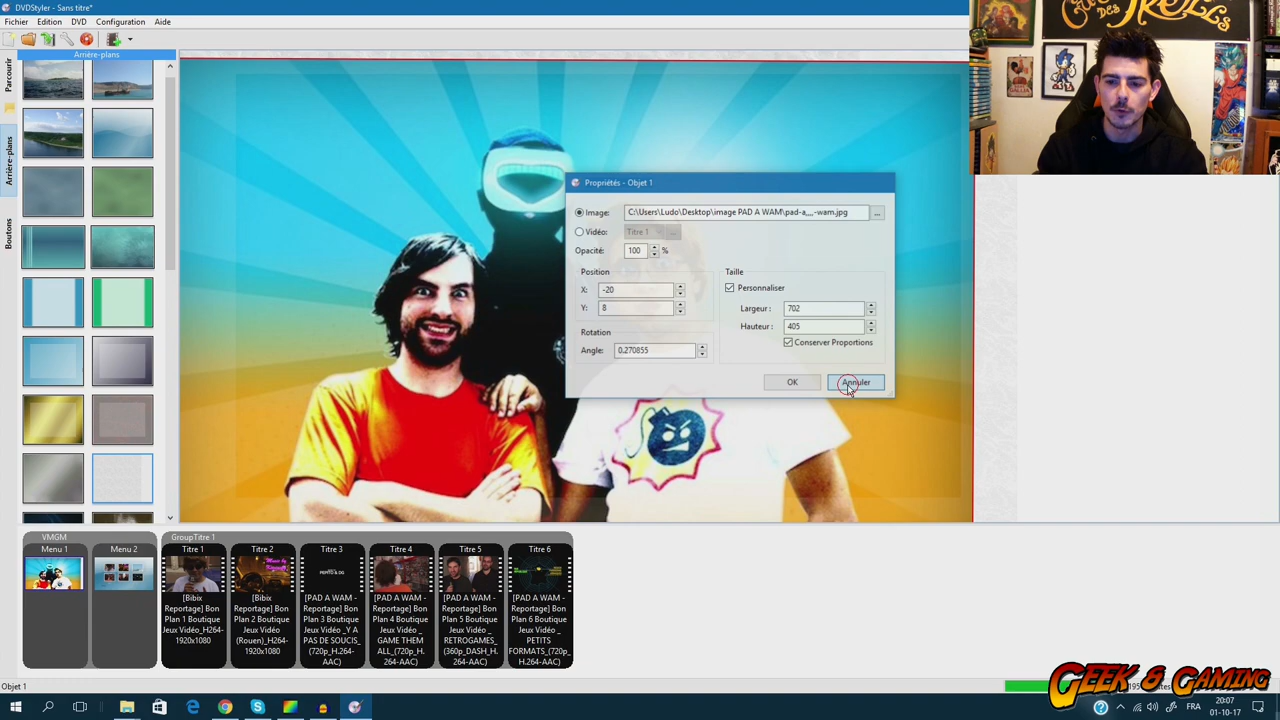 DVDStyler - Sans titre*
Fichier Edition DVD Configuration Aide
Arrière-plans
Parcourir
Arrière-plans
Boutons
DES TROLLS
Propriétés - Objet 1
Image: C:\Users\Ludo\Desktop\image PAD A WAM\pad-a,,,,-wam.jpg ...
Vidéo: Titre 1 ...
Opacité: 100 %
Position
X: -20
Y: 8
Rotation
Angle: 0.270855
Taille
Personnaliser
Largeur : 702
Hauteur : 405
Conserver Proportions
OK Annuler
VMGM
Menu 1
Menu 2
GroupTitre 1
Titre 1
[Bibix
Reportage] Bon
Plan 1 Boutique
Jeux Vidéo_H264-
1920x1080
Titre 2
[Bibix
Reportage] Bon
Plan 2 Boutique
Jeux Vidéo
(Rouen)_H264-
1920x1080
Titre 3
[PAD A WAM -
Reportage] Bon
Plan 3 Boutique
Jeux Vidéo _Y A
PAS DE SOUCIS_
(720p_H.264-
AAC)
Titre 4
[PAD A WAM -
Reportage] Bon
Plan 4 Boutique
Jeux Vidéo _
GAME THEM
ALL_(720p_H.
264-AAC)
Titre 5
[PAD A WAM -
Reportage] Bon
Plan 5 Boutique
Jeux Vidéo _
RETROGAMES_
(360p_DASH_H.
264-AAC)
Titre 6
[PAD A WAM -
Reportage] Bon
Plan 6 Boutique
Jeux Vidéo _
PETITS
FORMATS_(720p_
H.264-AAC)
Objet 1
GEEK & GAMING
FRA
20:07
01-10-17